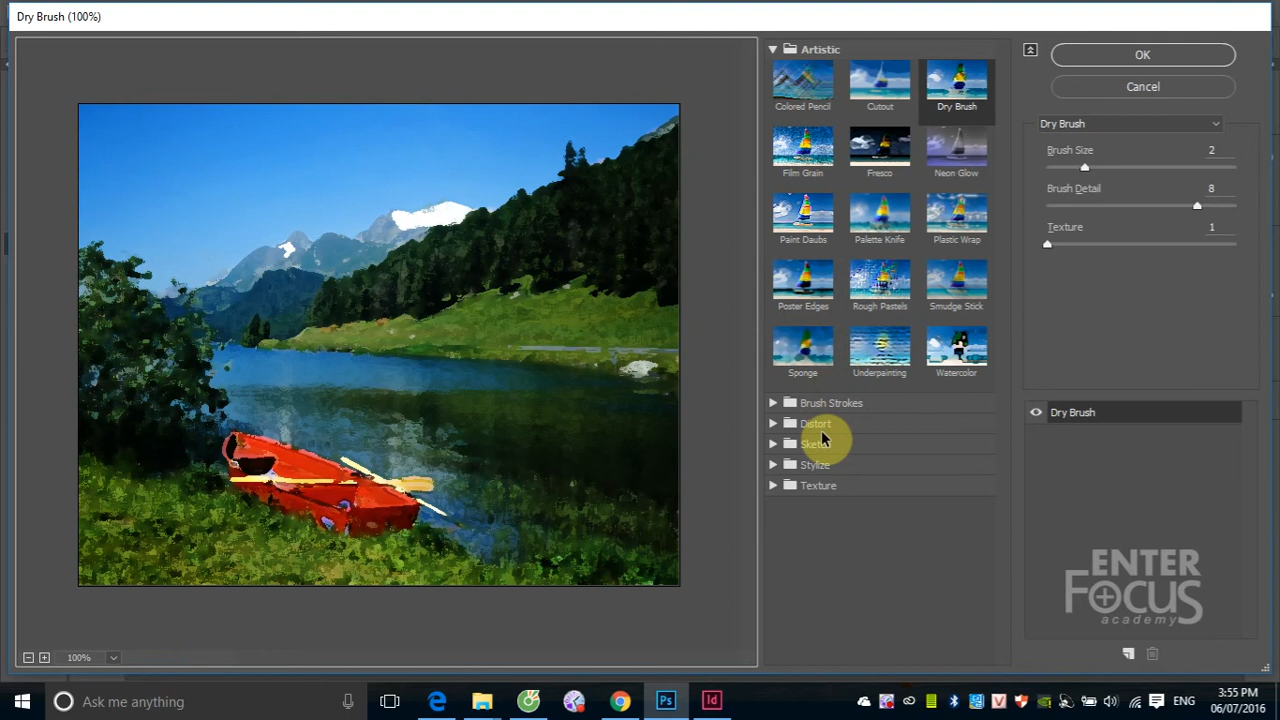 Dry Brush (100%)
Artistic
Colored Pencil
Cutout
Dry Brush
Film Grain
Fresco
Neon Glow
Paint Daubs
Palette Knife
Plastic Wrap
Poster Edges
Rough Pastels
Smudge Stick
Sponge
Underpainting
Watercolor
Brush Strokes
Distort
Sketch
Stylize
Texture
OK
Cancel
Dry Brush
Brush Size 2
Brush Detail 8
Texture 1
Dry Brush
ENTER
FOCUS
academy
100%
Ask me anything
Ps
Id
ENG
3:55 PM
06/07/2016